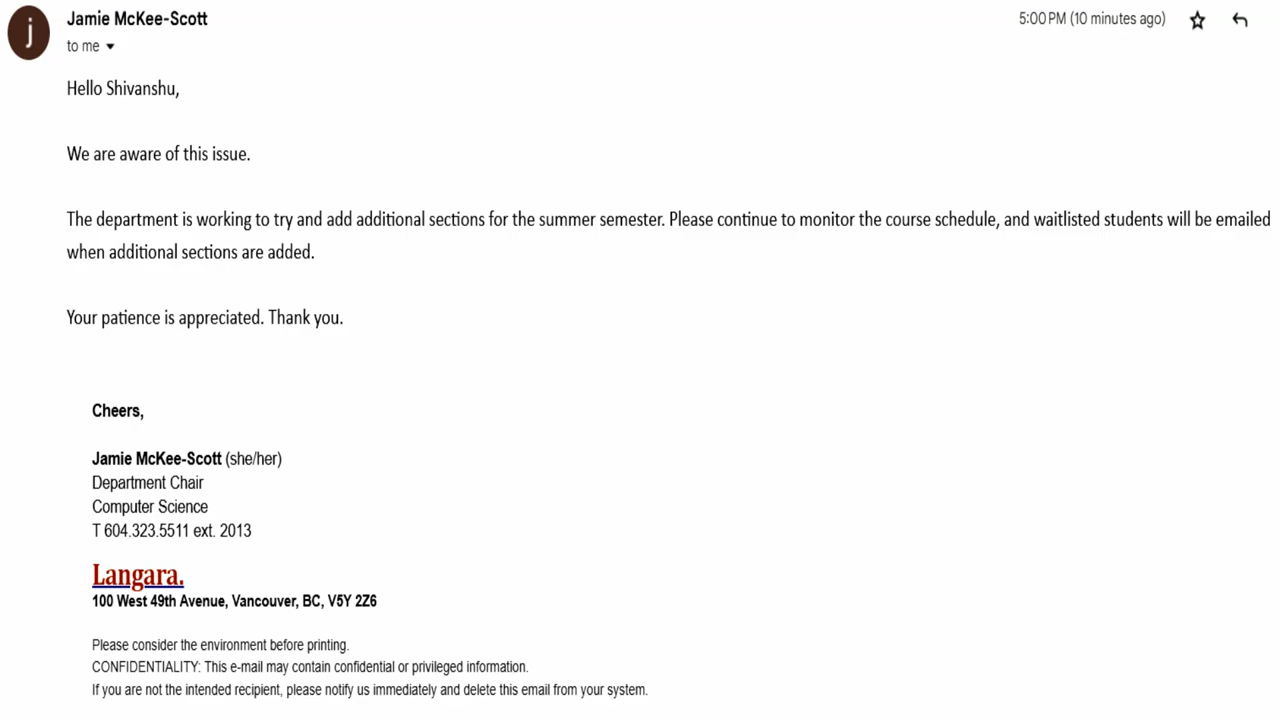 j
Jamie McKee-Scott
5:00 PM (10 minutes ago)
to me
Hello Shivanshu,
We are aware of this issue.
The department is working to try and add additional sections for the summer semester. Please continue to monitor the course schedule, and waitlisted students will be emailed
when additional sections are added.
Your patience is appreciated. Thank you.
Cheers,
Jamie McKee-Scott (she/her)
Department Chair
Computer Science
T 604.323.5511 ext. 2013
Langara.
100 West 49th Avenue, Vancouver, BC, V5Y 2Z6
Please consider the environment before printing.
CONFIDENTIALITY: This e-mail may contain confidential or privileged information.
If you are not the intended recipient, please notify us immediately and delete this email from your system.